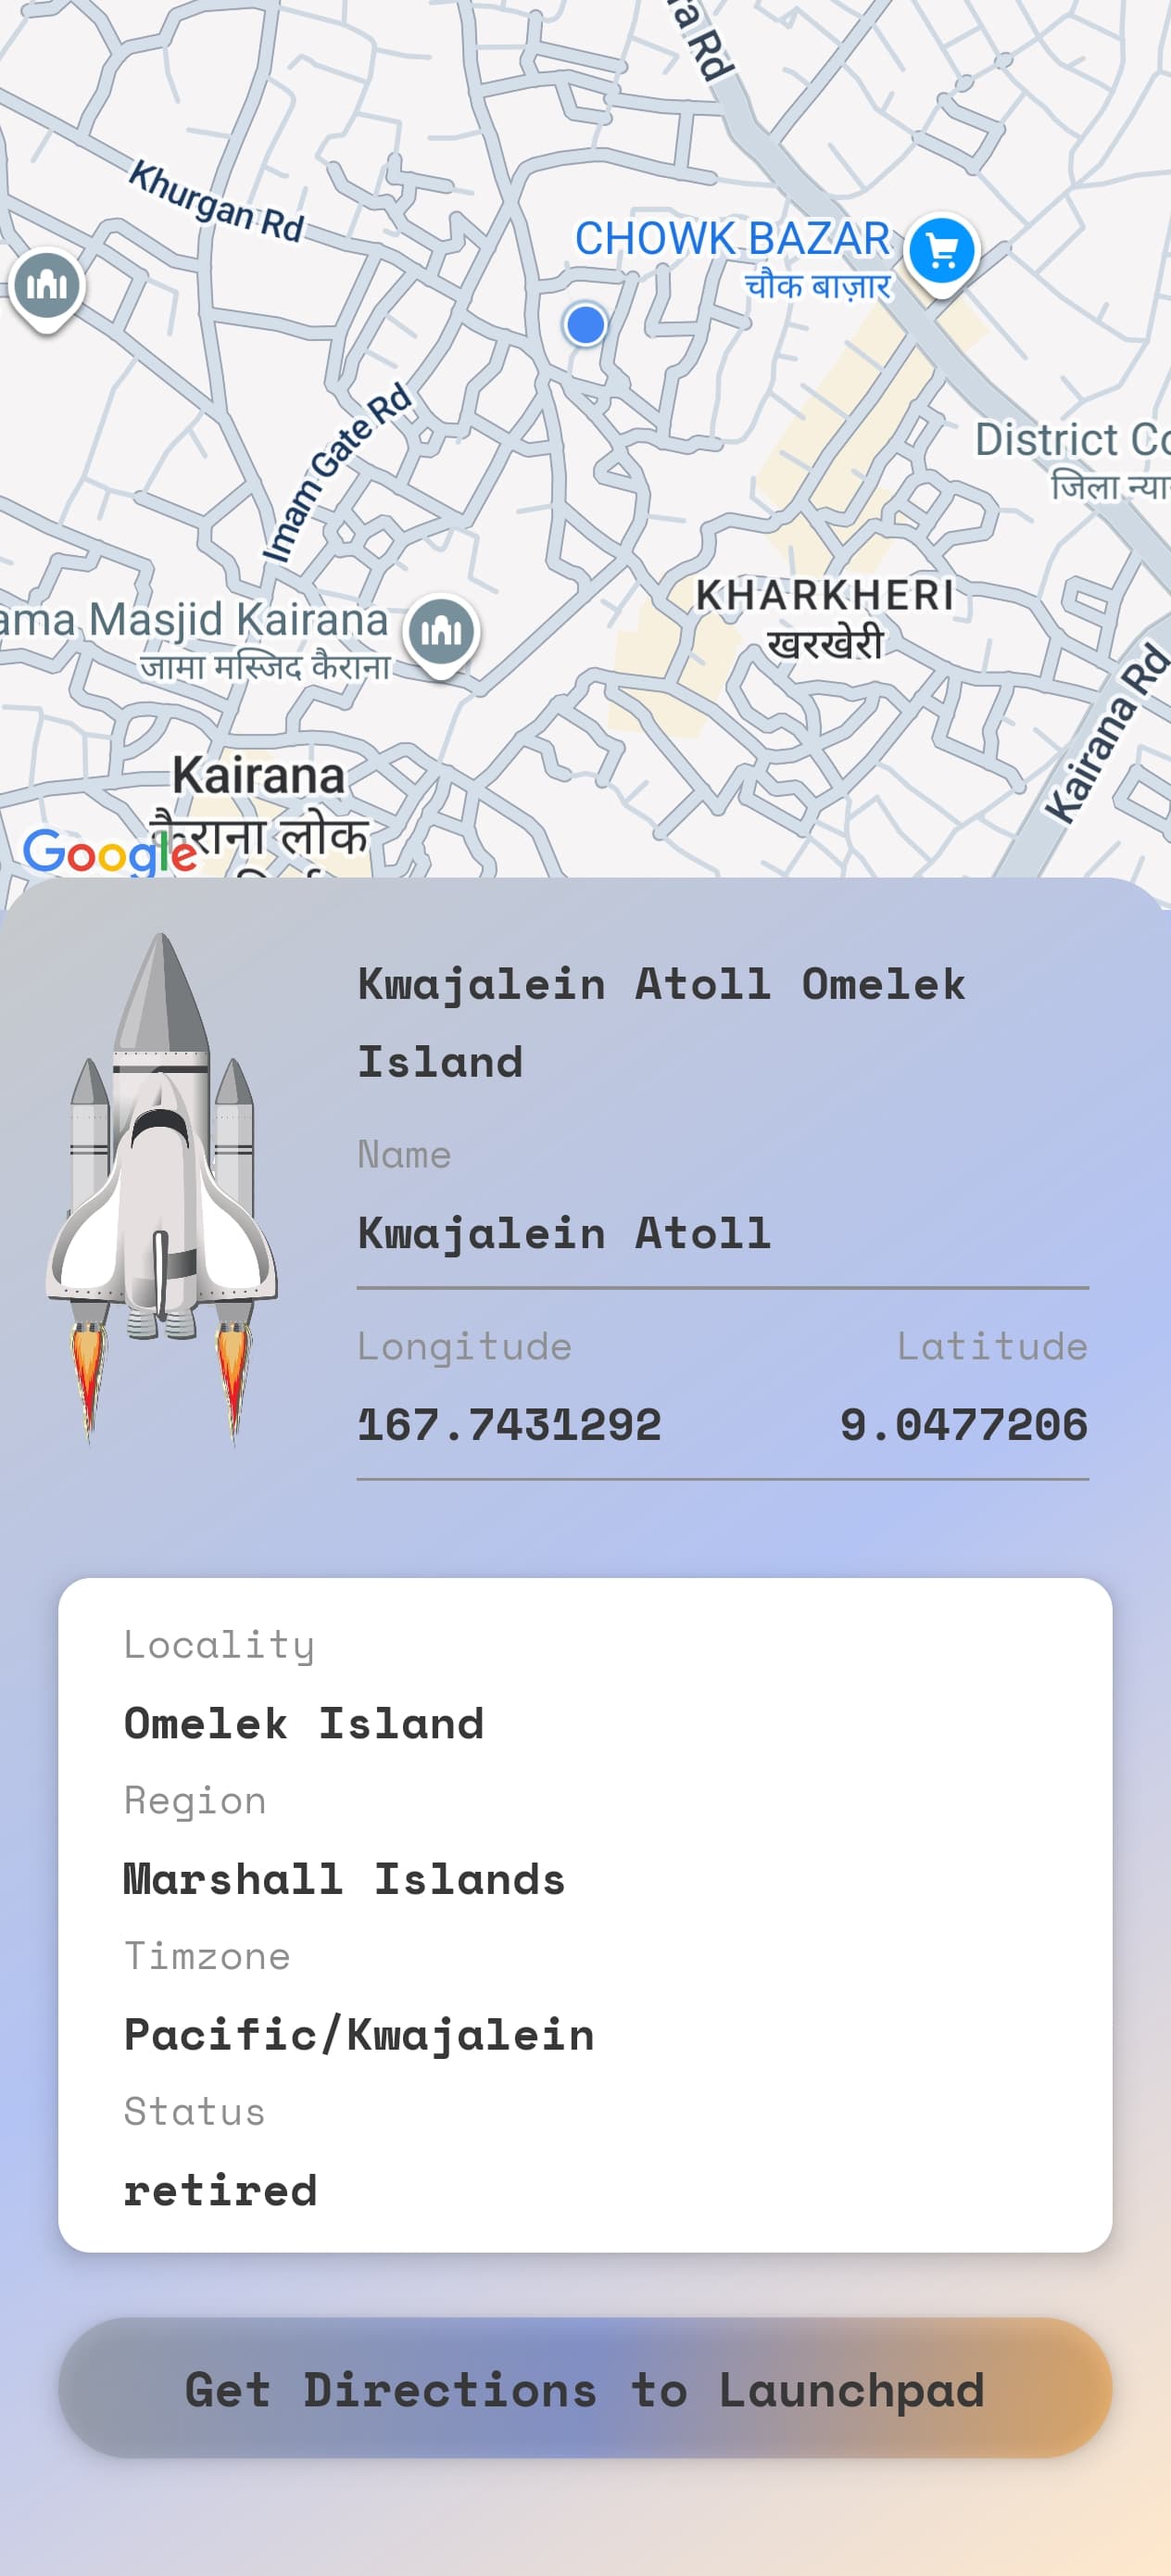 ra Rd
Khurgan Rd
CHOWK BAZAR
चौक बाज़ार
Imam Gate Rd
District Co
जिला न्या
KHARKHERI
खरखेरी
ama Masjid Kairana
जामा मस्जिद कैराना
Kairana Rd
Kairana
कैराना लोक
Google
Kwajalein Atoll Omelek
Island
Name
Kwajalein Atoll
Longitude Latitude
167.7431292 9.0477206
Locality
Omelek Island
Region
Marshall Islands
Timzone
Pacific/Kwajalein
Status
retired
Get Directions to Launchpad